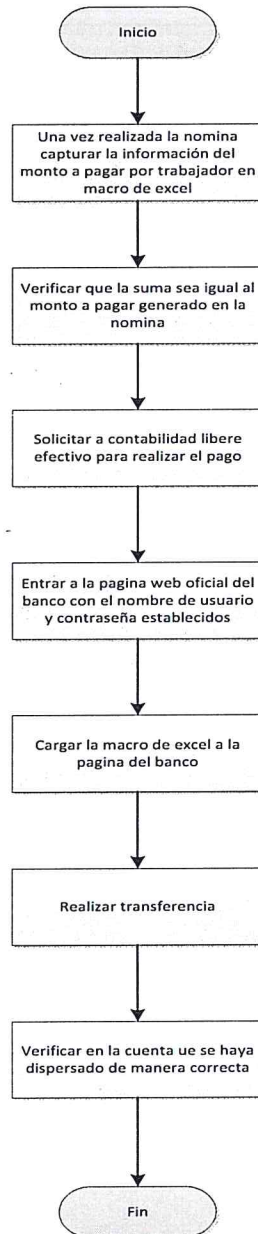 Inicio
Una vez realizada la nomina
capturar la información del
monto a pagar por trabajador en
macro de excel
Verificar que la suma sea igual al
monto a pagar generado en la
nomina
Solicitar a contabilidad libere
efectivo para realizar el pago
Entrar a la pagina web oficial del
banco con el nombre de usuario
y contraseña establecidos
Cargar la macro de excel a la
pagina del banco
Realizar transferencia
Verificar en la cuenta ue se haya
dispersado de manera correcta
Fin